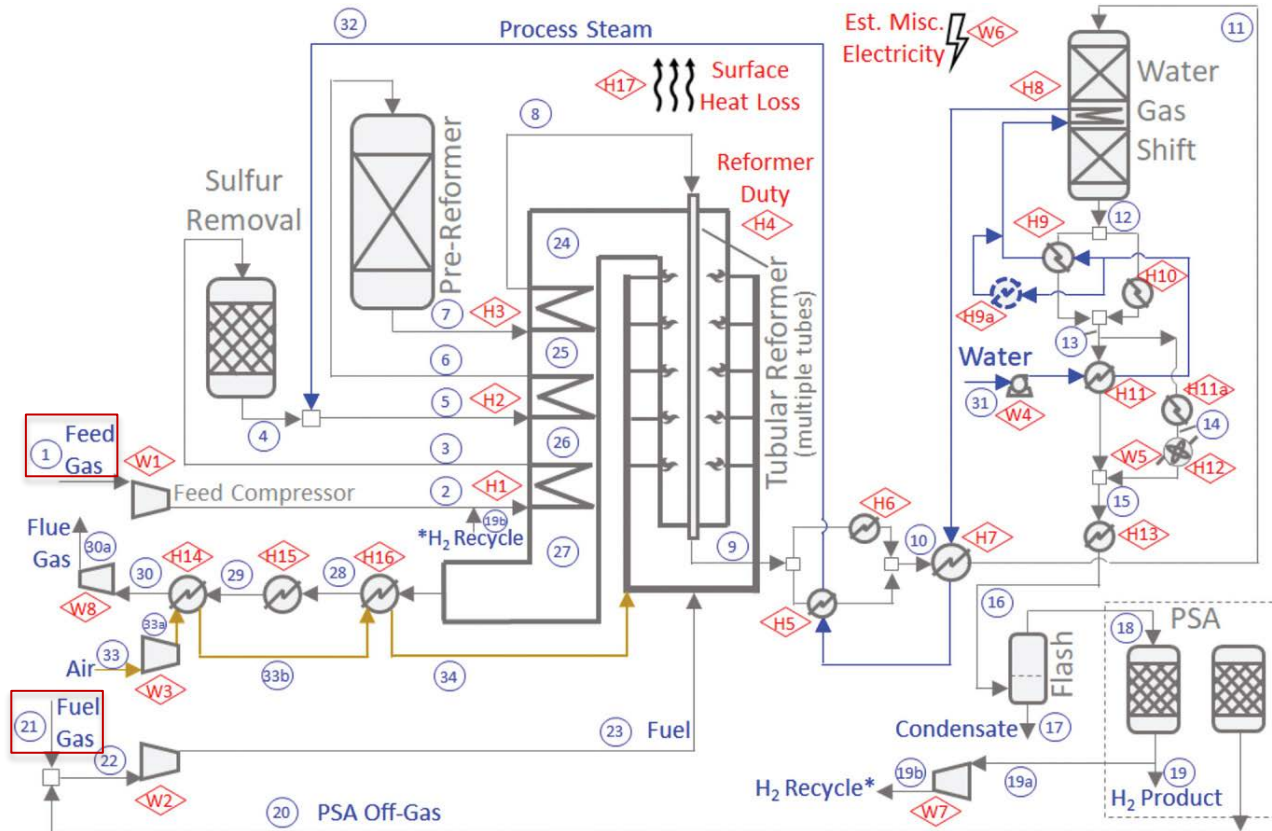 32
Process Steam
Est. Misc.
Electricity
W6
11
H17
Surface
Heat Loss
H8
Water
Gas
Shift
8
Pre-Reformer
Sulfur
Removal
Reformer
Duty
H4
12
H9
H10
H9a
24
7
H3
Tubular Reformer
(multiple tubes)
25
6
13
Water
5
H2
31
W4
H11
H11a
4
26
14
1
Feed
Gas
W1
3
W5
H12
Feed Compressor
2
H1
15
Flue
Gas
30a
*H₂ Recycle
19b
27
9
H6
10
H7
H13
H14
H15
H16
30
29
28
H5
W8
33a
16
18
PSA
Air
33
W3
33b
34
Flash
21
Fuel
Gas
23
Fuel
Condensate
17
22
W2
H₂ Recycle*
19b
19a
19
H₂ Product
W7
20
PSA Off-Gas